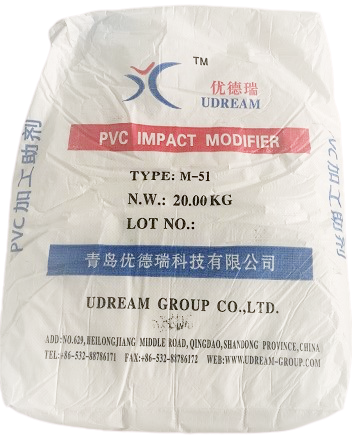 TM
优德瑞
UDREAM
PVC IMPACT MODIFIER
TYPE: M-51
N.W.: 20.00KG
LOT NO.:
PVC加工助剂
PVC加工助剂
青岛优德瑞科技有限公司
UDREAM GROUP CO.,LTD.
ADD:NO.629,HEILONGJIANG MIDDLE ROAD,QINGDAO,SHANDONG PROVINCE,CHINA
TEL:+86-532-88786171 FAX:+86-532-88786172 WEB:WWW.UDREAM-GROUP.COM